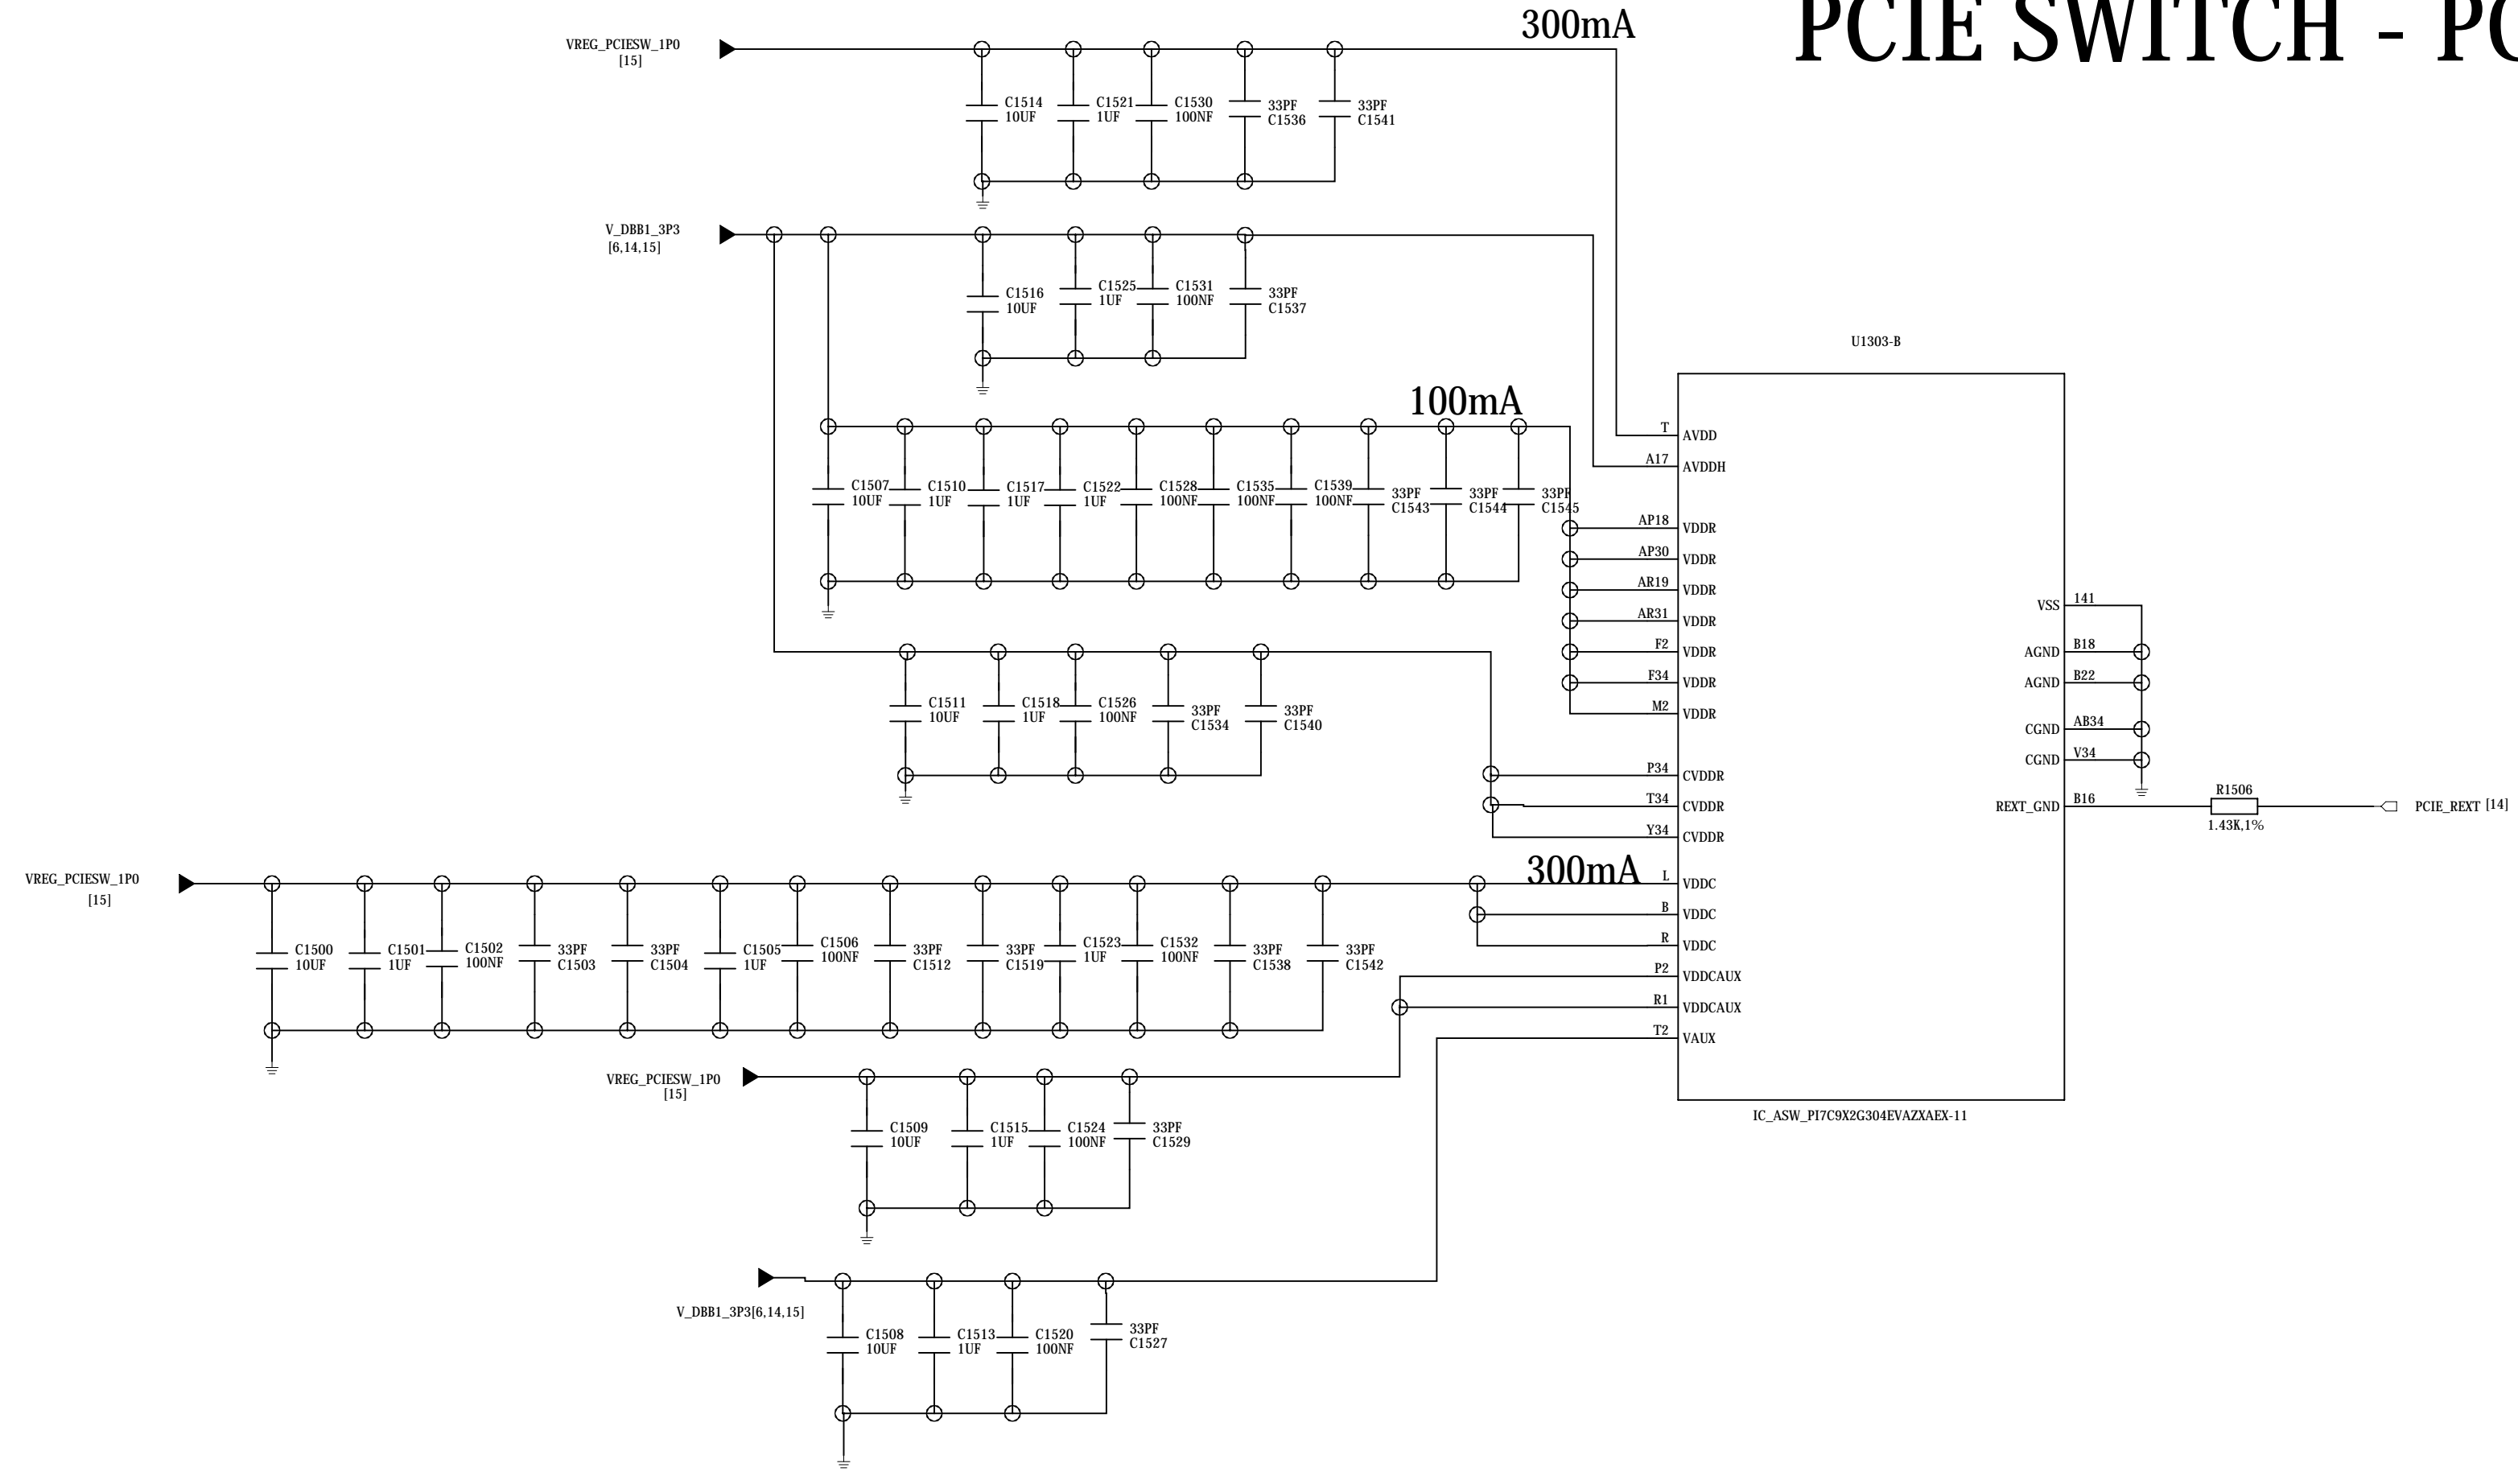 PCIE SWITCH - PC
300mA
VREG_PCIESW_1P0
[15]
C1514
10UF
C1521
1UF
C1530
100NF
33PF
C1536
33PF
C1541
V_DBB1_3P3
[6,14,15]
C1516
10UF
C1525
1UF
C1531
100NF
33PF
C1537
U1303-B
100mA
C1507
10UF
C1510
1UF
C1517
1UF
C1522
1UF
C1528
100NF
C1535
100NF
C1539
100NF
33PF
C1543
33PF
C1544
33PF
C1545
C1511
10UF
C1518
1UF
C1526
100NF
33PF
C1534
33PF
C1540
T AVDD
A17 AVDDH
AP18 VDDR
AP30 VDDR
AR19 VDDR
AR31 VDDR
F2 VDDR
F34 VDDR
M2 VDDR
P34 CVDDR
T34 CVDDR
Y34 CVDDR
300mA
L VDDC
B VDDC
R VDDC
P2 VDDCAUX
R1 VDDCAUX
T2 VAUX
VSS 141
AGND B18
AGND B22
CGND AB34
CGND V34
REXT_GND B16
R1506
1.43K,1%
PCIE_REXT [14]
IC_ASW_PI7C9X2G304EVAZXAEX-11
VREG_PCIESW_1P0
[15]
C1500
10UF
C1501
1UF
C1502
100NF
33PF
C1503
33PF
C1504
C1505
1UF
C1506
100NF
33PF
C1512
33PF
C1519
C1523
1UF
C1532
100NF
33PF
C1538
33PF
C1542
VREG_PCIESW_1P0
[15]
C1509
10UF
C1515
1UF
C1524
100NF
33PF
C1529
V_DBB1_3P3[6,14,15]
C1508
10UF
C1513
1UF
C1520
100NF
33PF
C1527